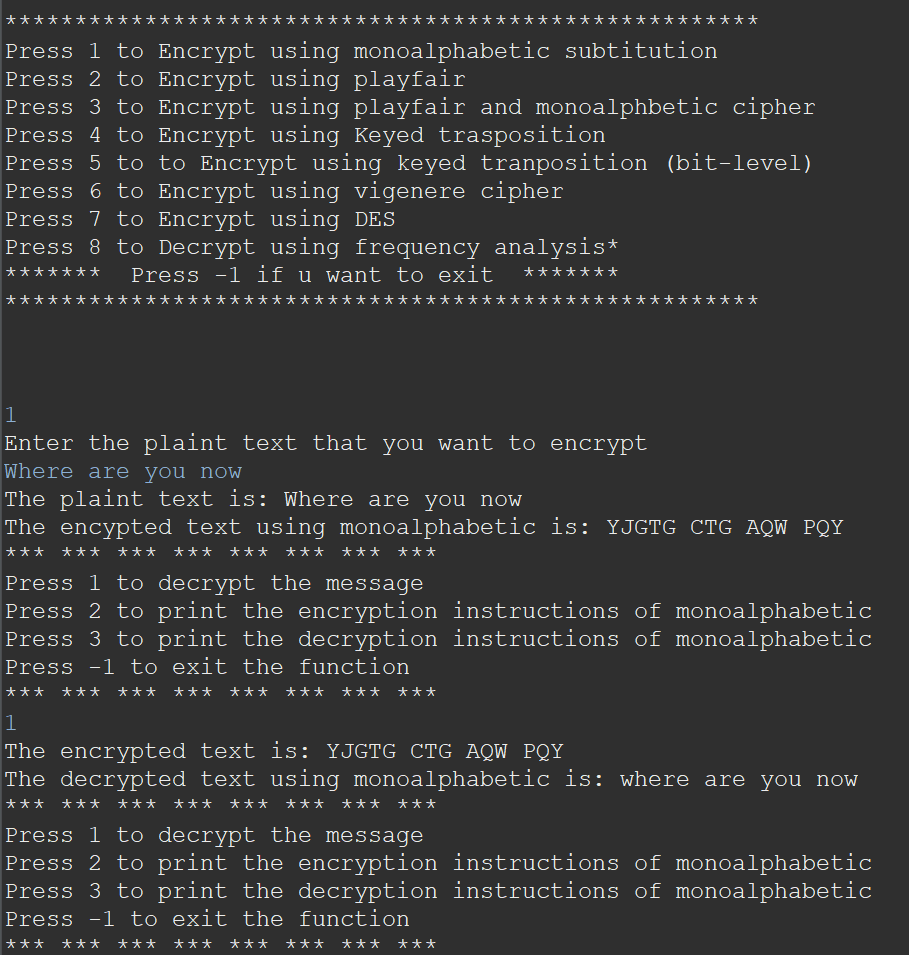 ******************************************************
Press 1 to Encrypt using monoalphabetic subtitution
Press 2 to Encrypt using playfair
Press 3 to Encrypt using playfair and monoalphbetic cipher
Press 4 to Encrypt using Keyed trasposition
Press 5 to to Encrypt using keyed tranposition (bit-level)
Press 6 to Encrypt using vigenere cipher
Press 7 to Encrypt using DES
Press 8 to Decrypt using frequency analysis*
*******  Press -1 if u want to exit  *******
******************************************************
1
Enter the plaint text that you want to encrypt
Where are you now
The plaint text is: Where are you now
The encypted text using monoalphabetic is: YJGTG CTG AQW PQY
*** *** *** *** *** *** *** ***
Press 1 to decrypt the message
Press 2 to print the encryption instructions of monoalphabetic
Press 3 to print the decryption instructions of monoalphabetic
Press -1 to exit the function
*** *** *** *** *** *** *** ***
1
The encrypted text is: YJGTG CTG AQW PQY
The decrypted text using monoalphabetic is: where are you now
*** *** *** *** *** *** *** ***
Press 1 to decrypt the message
Press 2 to print the encryption instructions of monoalphabetic
Press 3 to print the decryption instructions of monoalphabetic
Press -1 to exit the function
*** *** *** *** *** *** *** ***